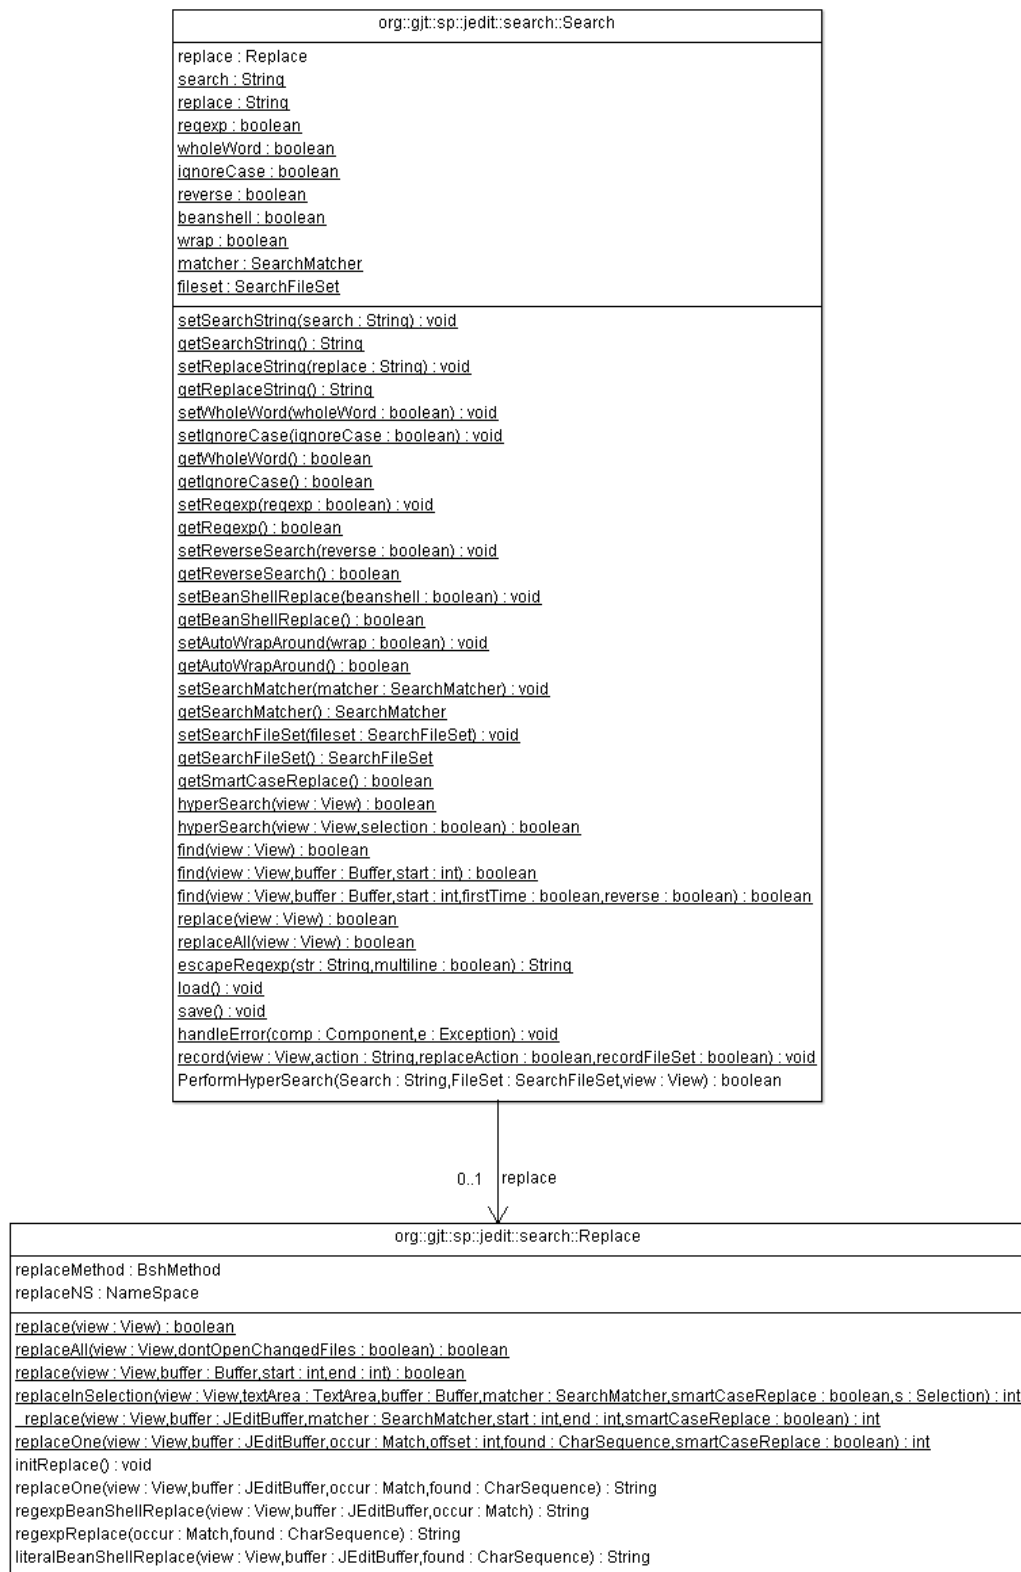 org::gjt::sp::jedit::search::Search
replace : Replace
search : String
replace : String
regexp : boolean
wholeWord : boolean
ignoreCase : boolean
reverse : boolean
beanshell : boolean
wrap : boolean
matcher : SearchMatcher
fileset : SearchFileSet
setSearchString(search : String) : void
getSearchString() : String
setReplaceString(replace : String) : void
getReplaceString() : String
setWholeWord(wholeWord : boolean) : void
setIgnoreCase(ignoreCase : boolean) : void
getWholeWord() : boolean
getIgnoreCase() : boolean
setRegexp(regexp : boolean) : void
getRegexp() : boolean
setReverseSearch(reverse : boolean) : void
getReverseSearch() : boolean
setBeanShellReplace(beanshell : boolean) : void
getBeanShellReplace() : boolean
setAutoWrapAround(wrap : boolean) : void
getAutoWrapAround() : boolean
setSearchMatcher(matcher : SearchMatcher) : void
getSearchMatcher() : SearchMatcher
setSearchFileSet(fileset : SearchFileSet) : void
getSearchFileSet() : SearchFileSet
getSmartCaseReplace() : boolean
hyperSearch(view : View) : boolean
hyperSearch(view : View,selection : boolean) : boolean
find(view : View) : boolean
find(view : View,buffer : Buffer,start : int) : boolean
find(view : View,buffer : Buffer,start : int,firstTime : boolean,reverse : boolean) : boolean
replace(view : View) : boolean
replaceAll(view : View) : boolean
escapeRegexp(str : String,multiline : boolean) : String
load() : void
save() : void
handleError(comp : Component,e : Exception) : void
record(view : View,action : String,replaceAction : boolean,recordFileSet : boolean) : void
PerformHyperSearch(Search : String,FileSet : SearchFileSet,view : View) : boolean
0..1 replace
org::gjt::sp::jedit::search::Replace
replaceMethod : BshMethod
replaceNS : NameSpace
replace(view : View) : boolean
replaceAll(view : View,dontOpenChangedFiles : boolean) : boolean
replace(view : View,buffer : Buffer,start : int,end : int) : boolean
replaceInSelection(view : View,textArea : TextArea,buffer : Buffer,matcher : SearchMatcher,smartCaseReplace : boolean,s : Selection) : int
_replace(view : View,buffer : JEditBuffer,matcher : SearchMatcher,start : int,end : int,smartCaseReplace : boolean) : int
replaceOne(view : View,buffer : JEditBuffer,occur : Match,offset : int,found : CharSequence,smartCaseReplace : boolean) : int
initReplace() : void
replaceOne(view : View,buffer : JEditBuffer,occur : Match,found : CharSequence) : String
regexpBeanShellReplace(view : View,buffer : JEditBuffer,occur : Match) : String
regexpReplace(occur : Match,found : CharSequence) : String
literalBeanShellReplace(view : View,buffer : JEditBuffer,found : CharSequence) : String